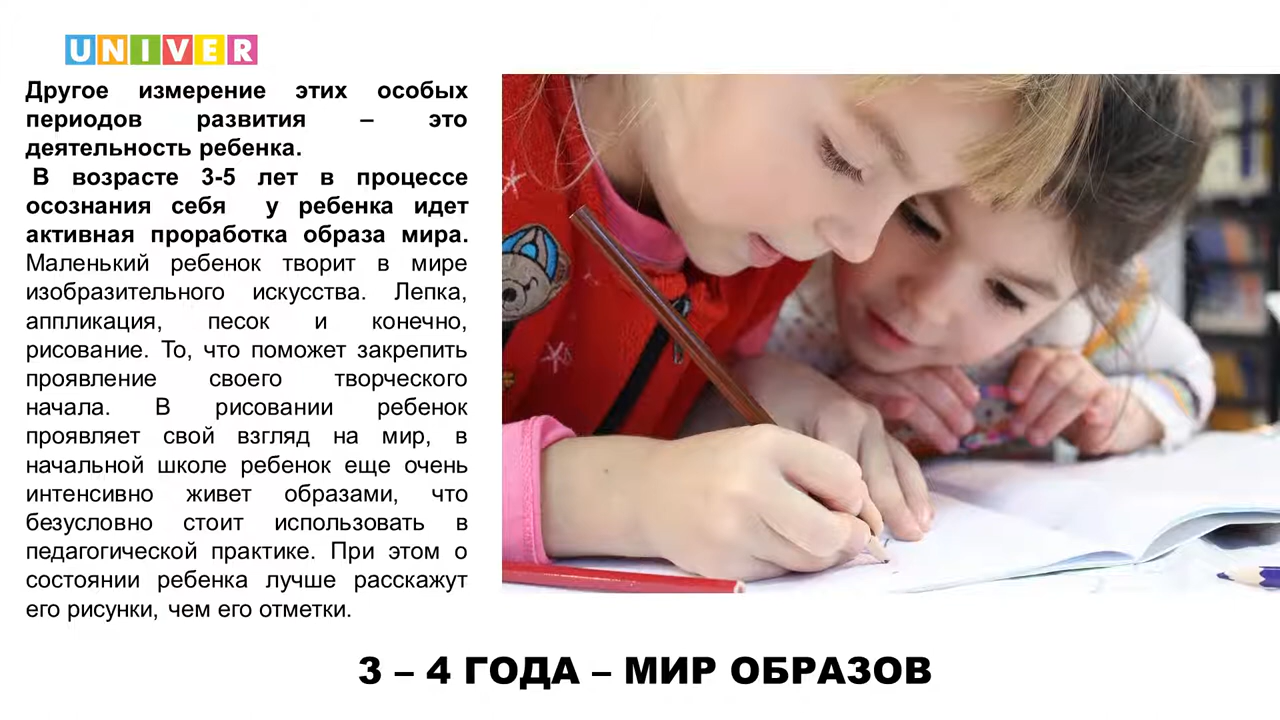 UNIVER
Другое измерение этих особых
периодов развития – это
деятельность ребенка.
В возрасте 3-5 лет в процессе
осознания себя у ребенка идет
активная проработка образа мира.
Маленький ребенок творит в мире
изобразительного искусства. Лепка,
аппликация, песок и конечно,
рисование. То, что поможет закрепить
проявление своего творческого
начала. В рисовании ребенок
проявляет свой взгляд на мир, в
начальной школе ребенок еще очень
интенсивно живет образами, что
безусловно стоит использовать в
педагогической практике. При этом о
состоянии ребенка лучше расскажут
его рисунки, чем его отметки.
3 – 4 ГОДА – МИР ОБРАЗОВ